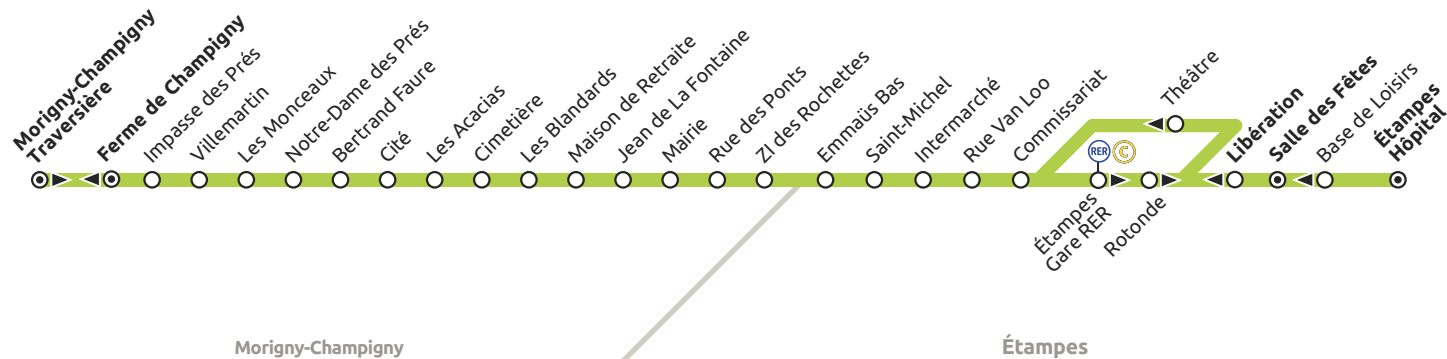 Morigny-Champigny
Traversière
Ferme de Champigny
Impasse des Prés
Villemartin
Les Monceaux
Notre-Dame des Prés
Bertrand Faure
Cité
Les Acacias
Cimetière
Les Blandards
Maison de Retraite
Jean de La Fontaine
Mairie
Rue des Ponts
ZI des Rochettes
Emmaüs Bas
Saint-Michel
Intermarché
Rue Van Loo
Commissariat
RER C
Étampes
Gare RER
Rotonde
Théâtre
Libération
Salle des Fêtes
Base de Loisirs
Étampes
Hôpital
Morigny-Champigny
Étampes